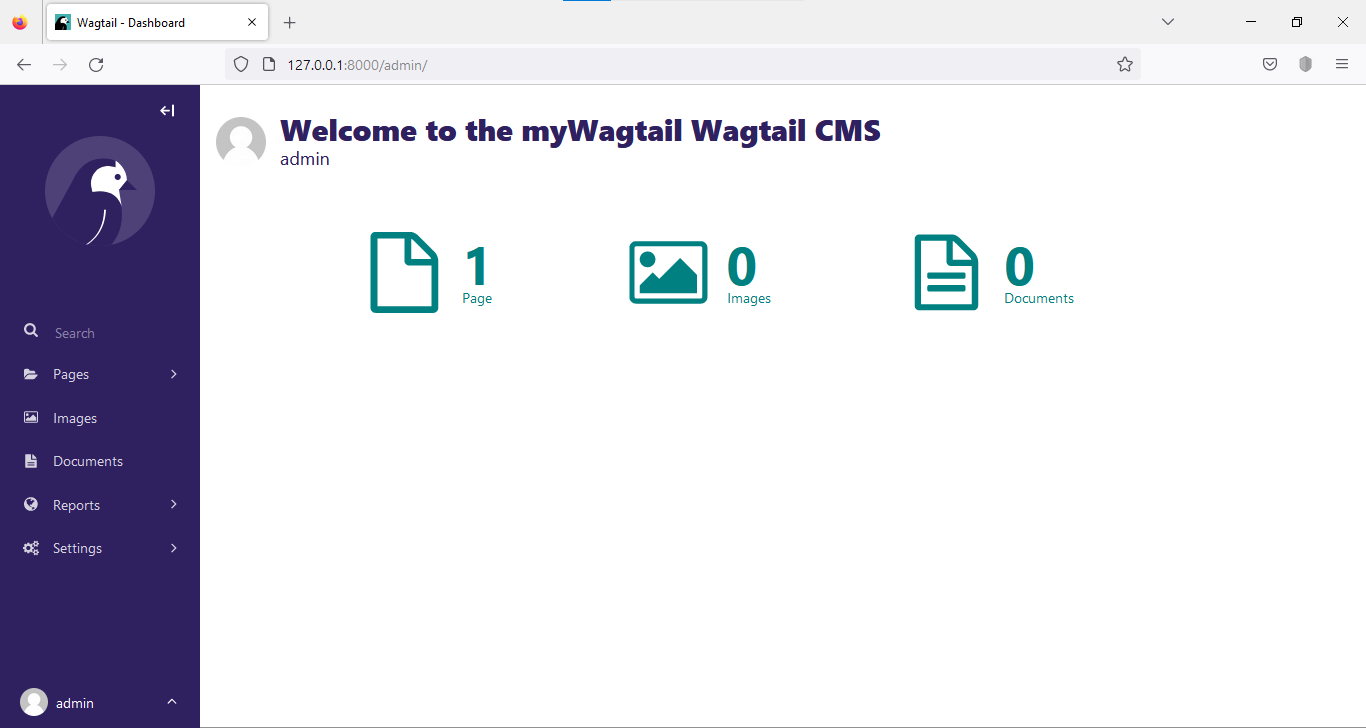 Wagtail - Dashboard
127.0.0.1:8000/admin/
Welcome to the myWagtail Wagtail CMS
admin
1
Page
0
Images
0
Documents
Search
Pages
Images
Documents
Reports
Settings
admin